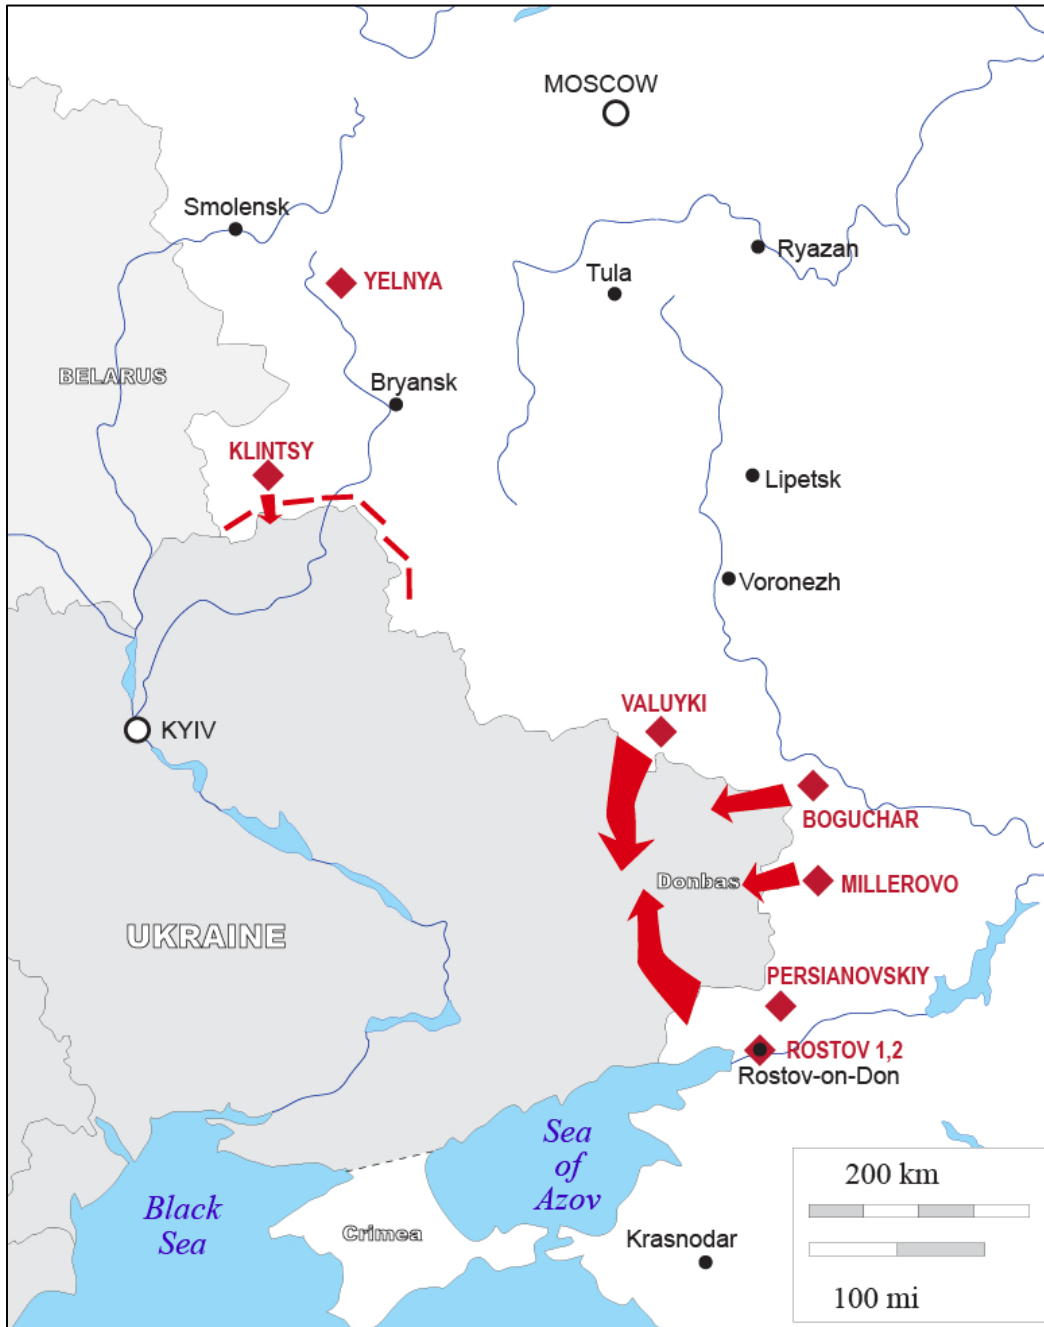 MOSCOW
Smolensk
Ryazan
Tula
YELNYA
BELARUS
Bryansk
KLINTSY
Lipetsk
Voronezh
VALUYKI
KYIV
BOGUCHAR
Donbas
MILLEROVO
UKRAINE
PERSIANOVSKIY
ROSTOV 1,2
Rostov-on-Don
Sea
of
Azov
Black
Sea
Crimea
Krasnodar
200 km
100 mi